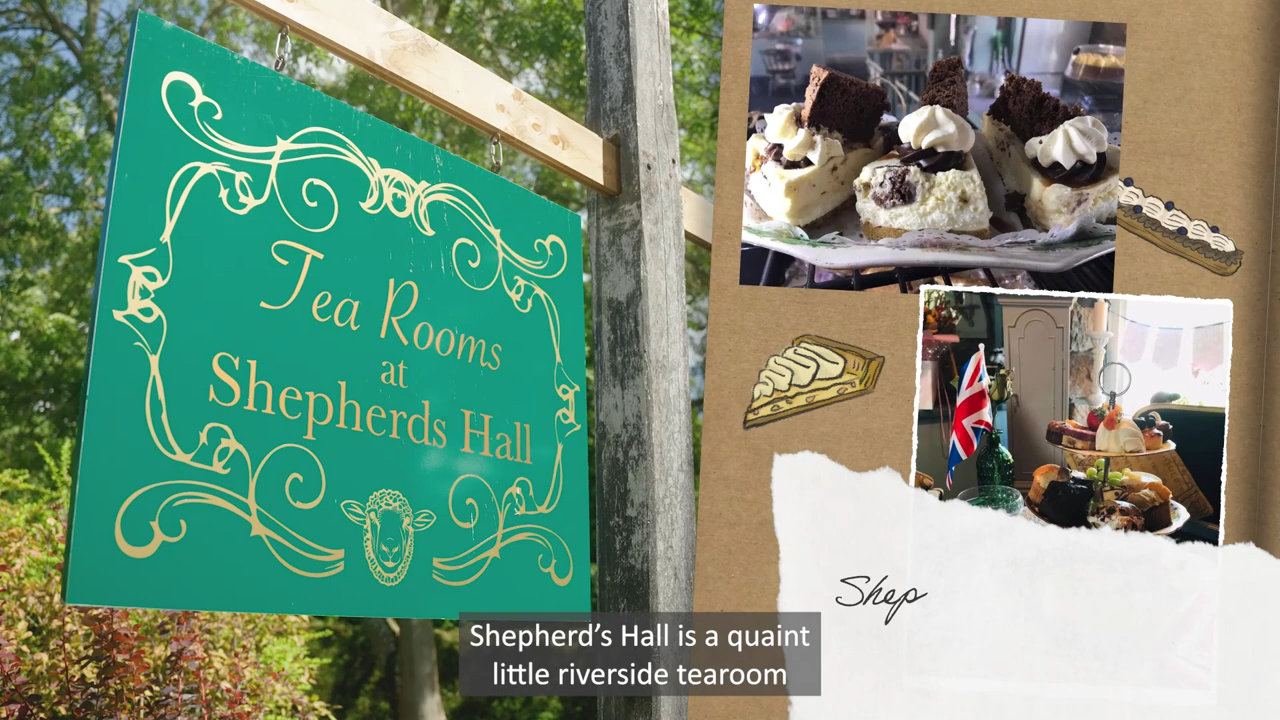 Tea Rooms
at
Shepherds Hall
Shep
Shepherd’s Hall is a quaint
little riverside tearoom